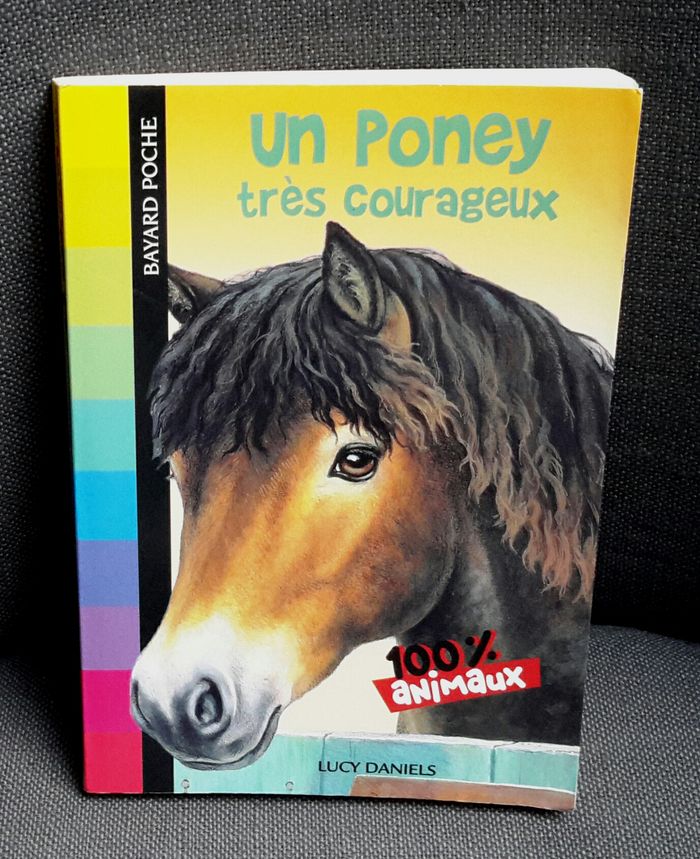 BAYARD POCHE
un Poney
très courageux
100%
animaux
LUCY DANIELS